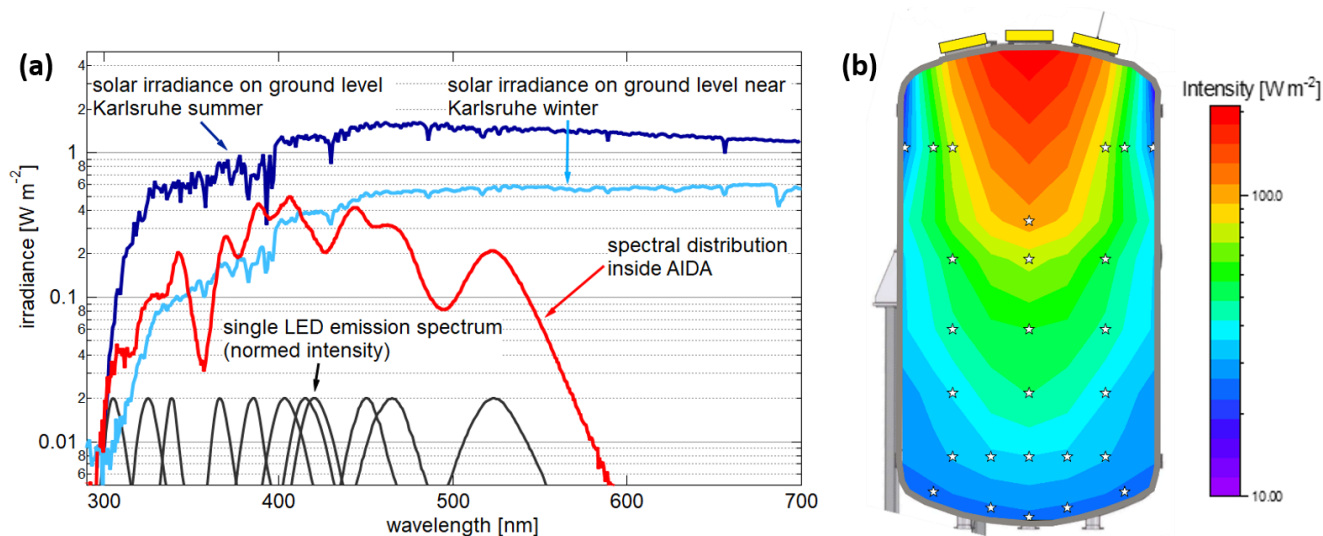 (a)
solar irradiance on ground level
Karlsruhe summer
solar irradiance on ground level near
Karlsruhe winter
spectral distribution
inside AIDA
single LED emission spectrum
(normed intensity)
irradiance [W m⁻²]
4
2
1
8
6
4
2
0.1
8
6
4
2
0.01
8
6
300
400
500
600
700
wavelength [nm]
(b)
Intensity [W m⁻²]
100.0
10.00